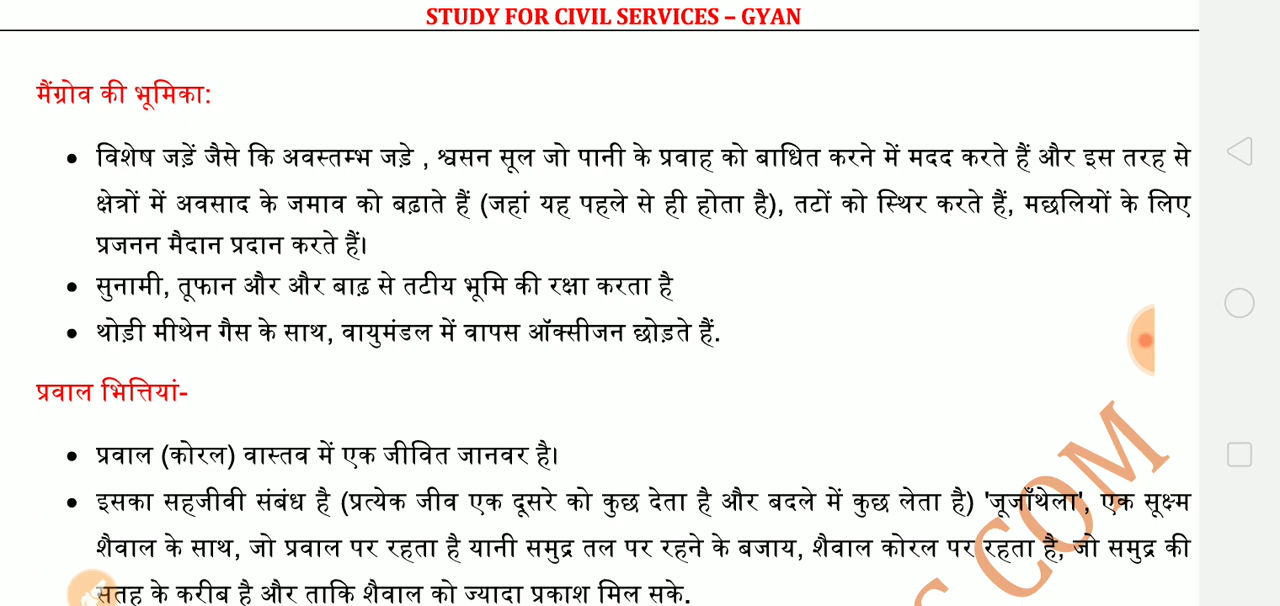 STUDY FOR CIVIL SERVICES – GYAN
मैंग्रोव की भूमिका:
• विशेष जड़ें जैसे कि अवस्तम्भ जड़े , श्वसन सूल जो पानी के प्रवाह को बाधित करने में मदद करते हैं और इस तरह से
क्षेत्रों में अवसाद के जमाव को बढ़ाते हैं (जहां यह पहले से ही होता है), तटों को स्थिर करते हैं, मछलियों के लिए
प्रजनन मैदान प्रदान करते हैं।
• सुनामी, तूफान और और बाढ़ से तटीय भूमि की रक्षा करता है
• थोड़ी मीथेन गैस के साथ, वायुमंडल में वापस ऑक्सीजन छोड़ते हैं.
प्रवाल भित्तियां-
• प्रवाल (कोरल) वास्तव में एक जीवित जानवर है।
• इसका सहजीवी संबंध है (प्रत्येक जीव एक दूसरे को कुछ देता है और बदले में कुछ लेता है) 'जूजाँथेला', एक सूक्ष्म
शैवाल के साथ, जो प्रवाल पर रहता है यानी समुद्र तल पर रहने के बजाय, शैवाल कोरल पर रहता है, जो समुद्र की
सतह के करीब है और ताकि शैवाल को ज्यादा प्रकाश मिल सके.
COM